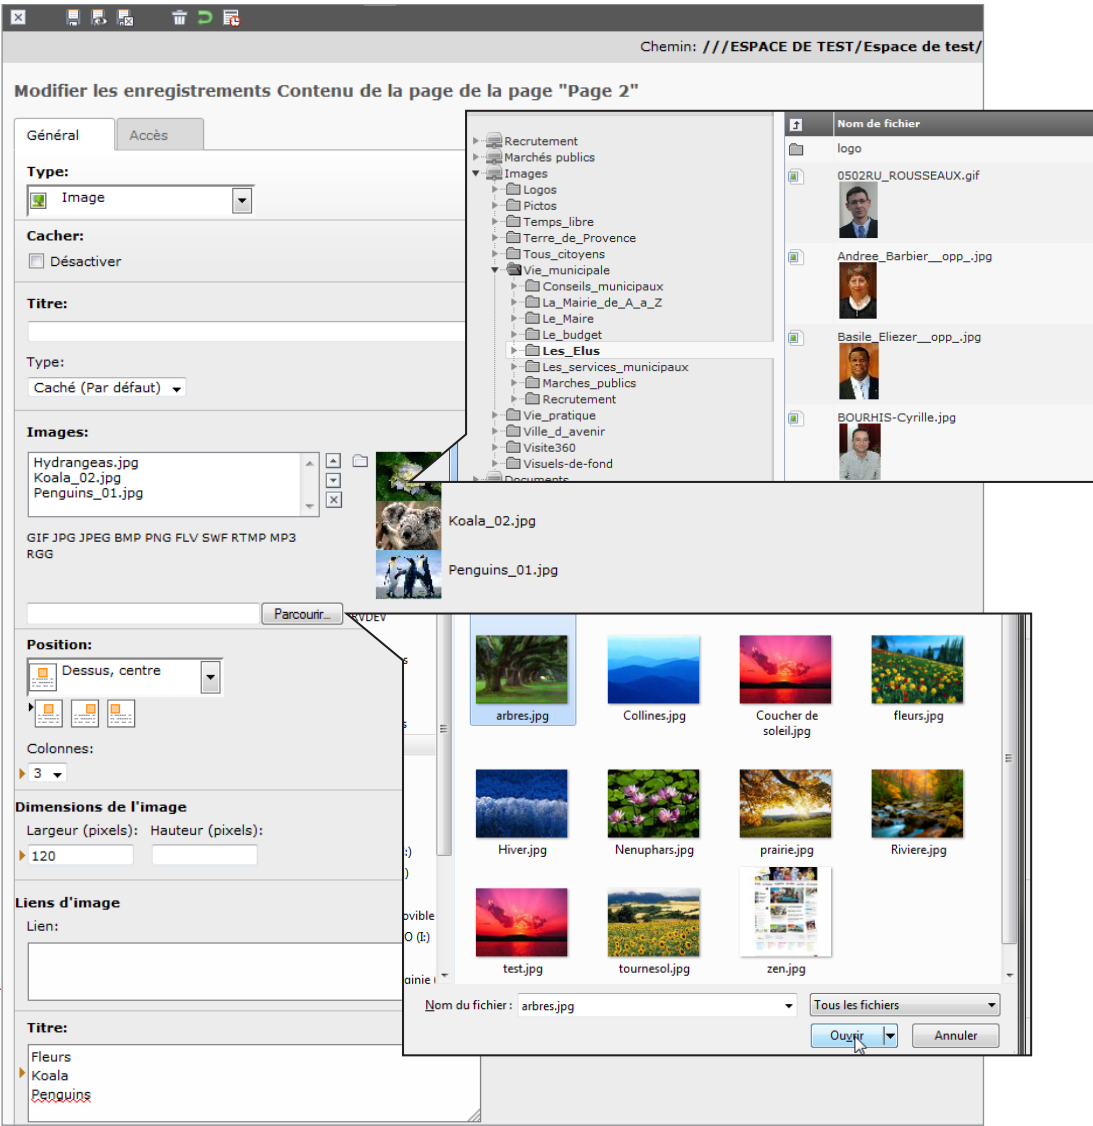 Chemin: ///ESPACE DE TEST/Espace de test/
Modifier les enregistrements Contenu de la page de la page "Page 2"
Général
Accès
Type:
Image
Cacher:
Désactiver
Titre:
Type:
Caché (Par défaut)
Images:
Hydrangeas.jpg
Koala_02.jpg
Penguins_01.jpg
GIF JPG JPEG BMP PNG FLV SWF RTMP MP3
RGG
Koala_02.jpg
Penguins_01.jpg
Parcourir...
Position:
Dessus, centre
Colonnes:
3
Dimensions de l'image
Largeur (pixels):
Hauteur (pixels):
120
Liens d'image
Lien:
Titre:
Fleurs
Koala
Penguins
Recrutement
Marchés publics
Images
Logos
Pictos
Temps_libre
Terre_de_Provence
Tous_citoyens
Vie_municipale
Conseils_municipaux
La_Mairie_de_A_a_Z
Le_Maire
Le_budget
Les_Elus
Les_services_municipaux
Marches_publics
Recrutement
Vie_pratique
Ville_d_avenir
Visite360
Visuels-de-fond
Documents
Nom de fichier
logo
0502RU_ROUSSEAUX.gif
Andree_Barbier__opp_.jpg
Basile_Eliezer__opp_.jpg
BOURHIS-Cyrille.jpg
RVDEV
s
s
:)
)
ovible
O (I:)
ginie (
arbres.jpg
Collines.jpg
Coucher de
soleil.jpg
fleurs.jpg
Hiver.jpg
Nenuphars.jpg
prairie.jpg
Riviere.jpg
test.jpg
tournesol.jpg
zen.jpg
Nom du fichier :
arbres.jpg
Tous les fichiers
Ouvrir
Annuler